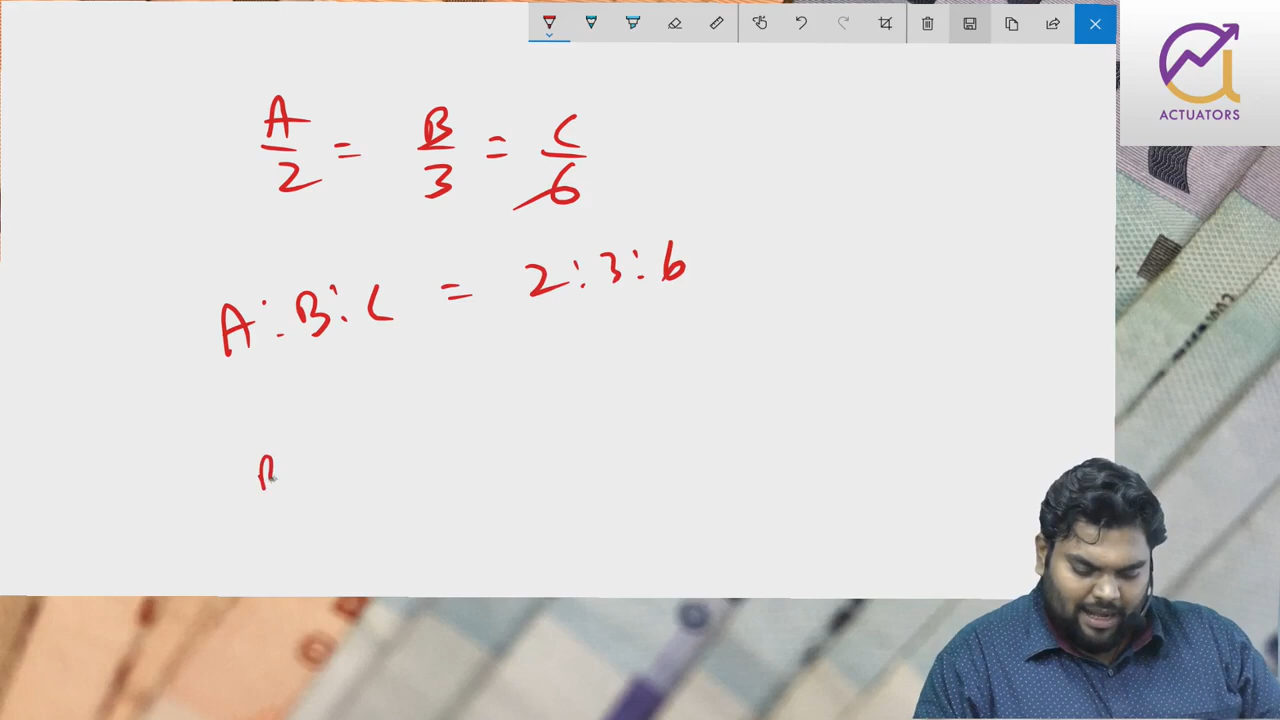 ACTUATORS
A/2 = B/3 = C/6
A : B : C = 2 : 3 : 6